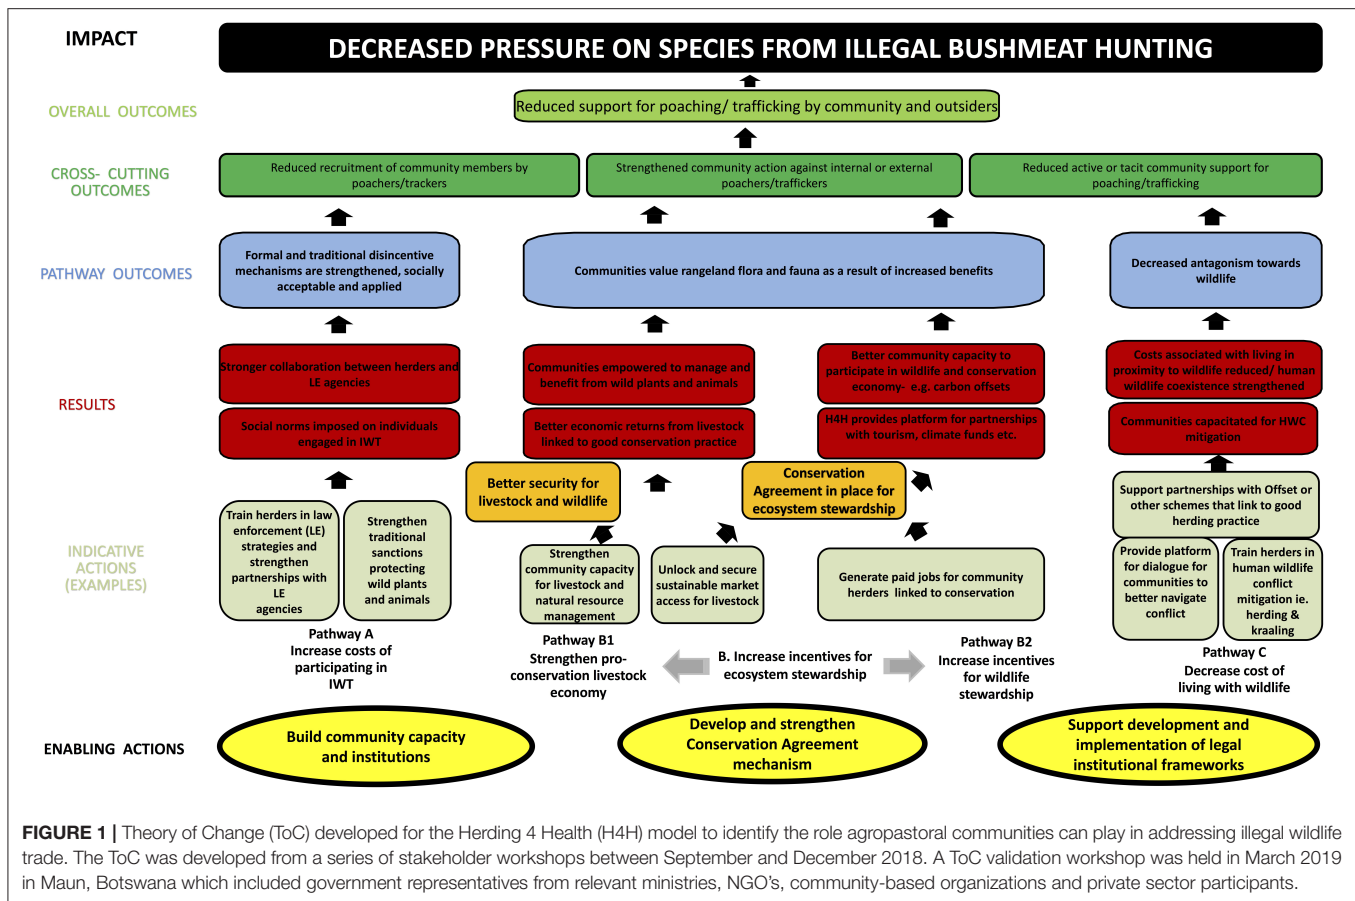 IMPACT
DECREASED PRESSURE ON SPECIES FROM ILLEGAL BUSHMEAT HUNTING
OVERALL OUTCOMES
Reduced support for poaching/ trafficking by community and outsiders
CROSS- CUTTING
OUTCOMES
Reduced recruitment of community members by
poachers/trackers
Strengthened community action against internal or external
poachers/traffickers
Reduced active or tacit community support for
poaching/trafficking
PATHWAY OUTCOMES
Formal and traditional disincentive
mechanisms are strengthened, socially
acceptable and applied
Communities value rangeland flora and fauna as a result of increased benefits
Decreased antagonism towards
wildlife
RESULTS
Stronger collaboration between herders and
LE agencies
Social norms imposed on individuals
engaged in IWT
Communities empowered to manage and
benefit from wild plants and animals
Better economic returns from livestock
linked to good conservation practice
Better community capacity to
participate in wildlife and conservation
economy- e.g. carbon offsets
H4H provides platform for partnerships
with tourism, climate funds etc.
Costs associated with living in
proximity to wildlife reduced/ human
wildlife coexistence strengthened
Communities capacitated for HWC
mitigation
Better security for
livestock and wildlife
Conservation
Agreement in place for
ecosystem stewardship
INDICATIVE
ACTIONS
(EXAMPLES)
Train herders in law
enforcement (LE)
strategies and
strengthen
partnerships with
LE
agencies
Strengthen
traditional
sanctions
protecting
wild plants
and animals
Strengthen
community capacity
for livestock and
natural resource
management
Unlock and secure
sustainable market
access for livestock
Generate paid jobs for community
herders linked to conservation
Support partnerships with Offset or
other schemes that link to good
herding practice
Provide platform
for dialogue for
communities to
better navigate
conflict
Train herders in
human wildlife
conflict
mitigation ie.
herding &
kraaling
Pathway A
Increase costs of
participating in
IWT
Pathway B1
Strengthen pro-
conservation livestock
economy
B. Increase incentives for
ecosystem stewardship
Pathway B2
Increase incentives
for wildlife
stewardship
Pathway C
Decrease cost of
living with wildlife
ENABLING ACTIONS
Build community capacity
and institutions
Develop and strengthen
Conservation Agreement
mechanism
Support development and
implementation of legal
institutional frameworks
FIGURE 1 | Theory of Change (ToC) developed for the Herding 4 Health (H4H) model to identify the role agropastoral communities can play in addressing illegal wildlife
trade. The ToC was developed from a series of stakeholder workshops between September and December 2018. A ToC validation workshop was held in March 2019
in Maun, Botswana which included government representatives from relevant ministries, NGO's, community-based organizations and private sector participants.